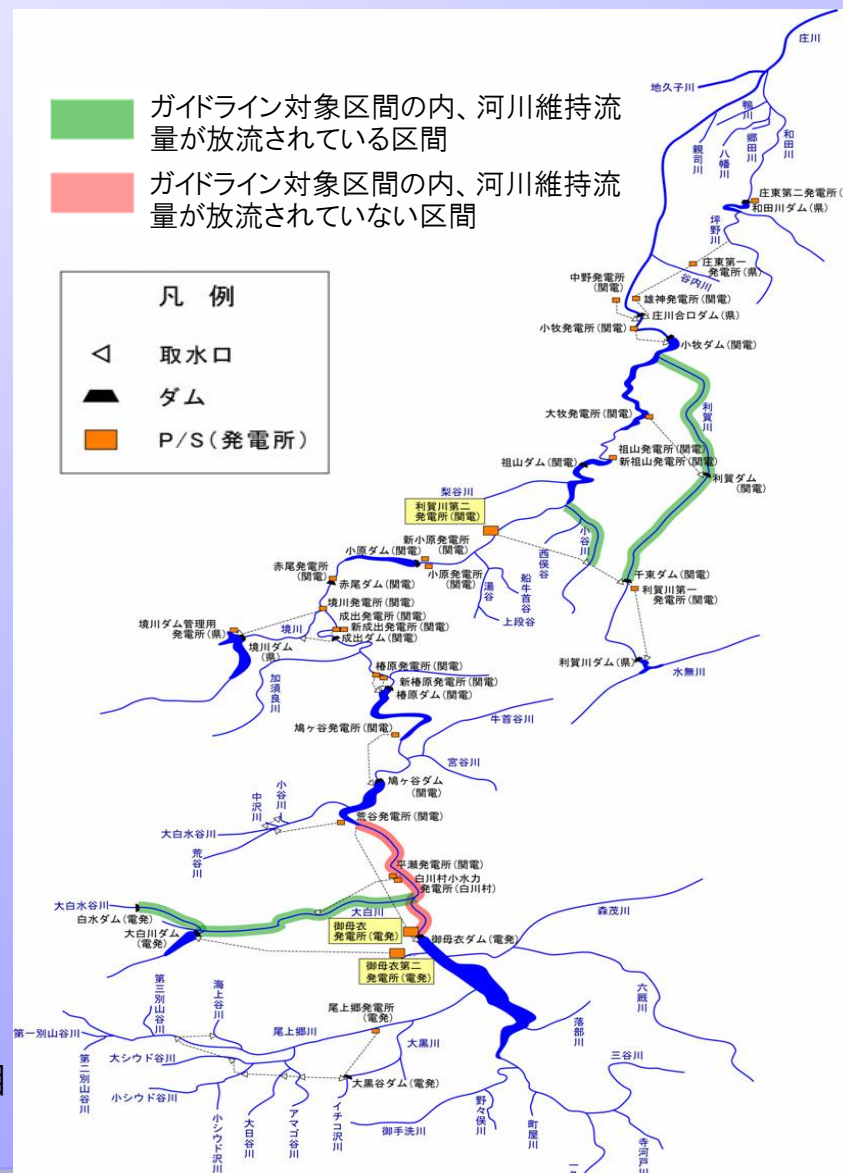 ガイドライン対象区間の内、河川維持流
量が放流されている区間
ガイドライン対象区間の内、河川維持流
量が放流されていない区間
凡 例
取水口
ダム
P/S(発電所)
庄川
地久子川
鴨川
和田川
郷田川
八幡川
親司川
庄東第二発電所(
和田川ダム(県)
坪野川
庄東第一
発電所(県)
谷内川
中野発電所
(関電)
雄神発電所(関電)
庄川合口ダム(県)
小牧発電所(関電)
小牧ダム(関電)
利賀川
大牧発電所(関電)
祖山発電所(関電)
新祖山発電所(関電)
祖山ダム(関電)
利賀ダム
(関電)
梨谷川
利賀川第二
発電所(関電)
小谷川
西俣谷
新小原発電所
(関電)
小原ダム(関電)
小原発電所
(関電)
湯谷
船牛首谷
上段谷
千束ダム(関電)
利賀川第一
発電所(関電)
赤尾発電所
(関電)
赤尾ダム(関電)
境川発電所(関電)
成出発電所(関電)
新成出発電所(関電)
成出ダム(関電)
境川ダム管理用
発電所(県)
境川
境川ダム
(県)
利賀川ダム(県)
水無川
加須良川
椿原発電所(関電)
新椿原発電所(関電)
椿原ダム(関電)
牛首谷川
鳩ヶ谷発電所(関電)
宮谷川
鳩ヶ谷ダム
(関電)
小谷川
中沢川
荒谷発電所(関電)
大白水谷川
荒谷川
平瀬発電所(関電)
白川村小水力
発電所(白川村)
大白水谷川
白水ダム(電発)
大白川
森茂川
大白川ダム
(電発)
御母衣
発電所(電発)
御母衣ダム(電発)
御母衣第二
発電所(電発)
六厩川
第三別山谷川
海上谷川
尾上郷発電所
(電発)
第一別山谷川
尾上郷川
大黒川
落部川
第二別山谷川
大シウド谷川
三谷川
小シウド谷川
大黒谷ダム(電発)
小シウド沢川
大日谷川
アマゴ谷川
イチコ沢川
御手洗川
野々俣川
町屋川
寺河戸川